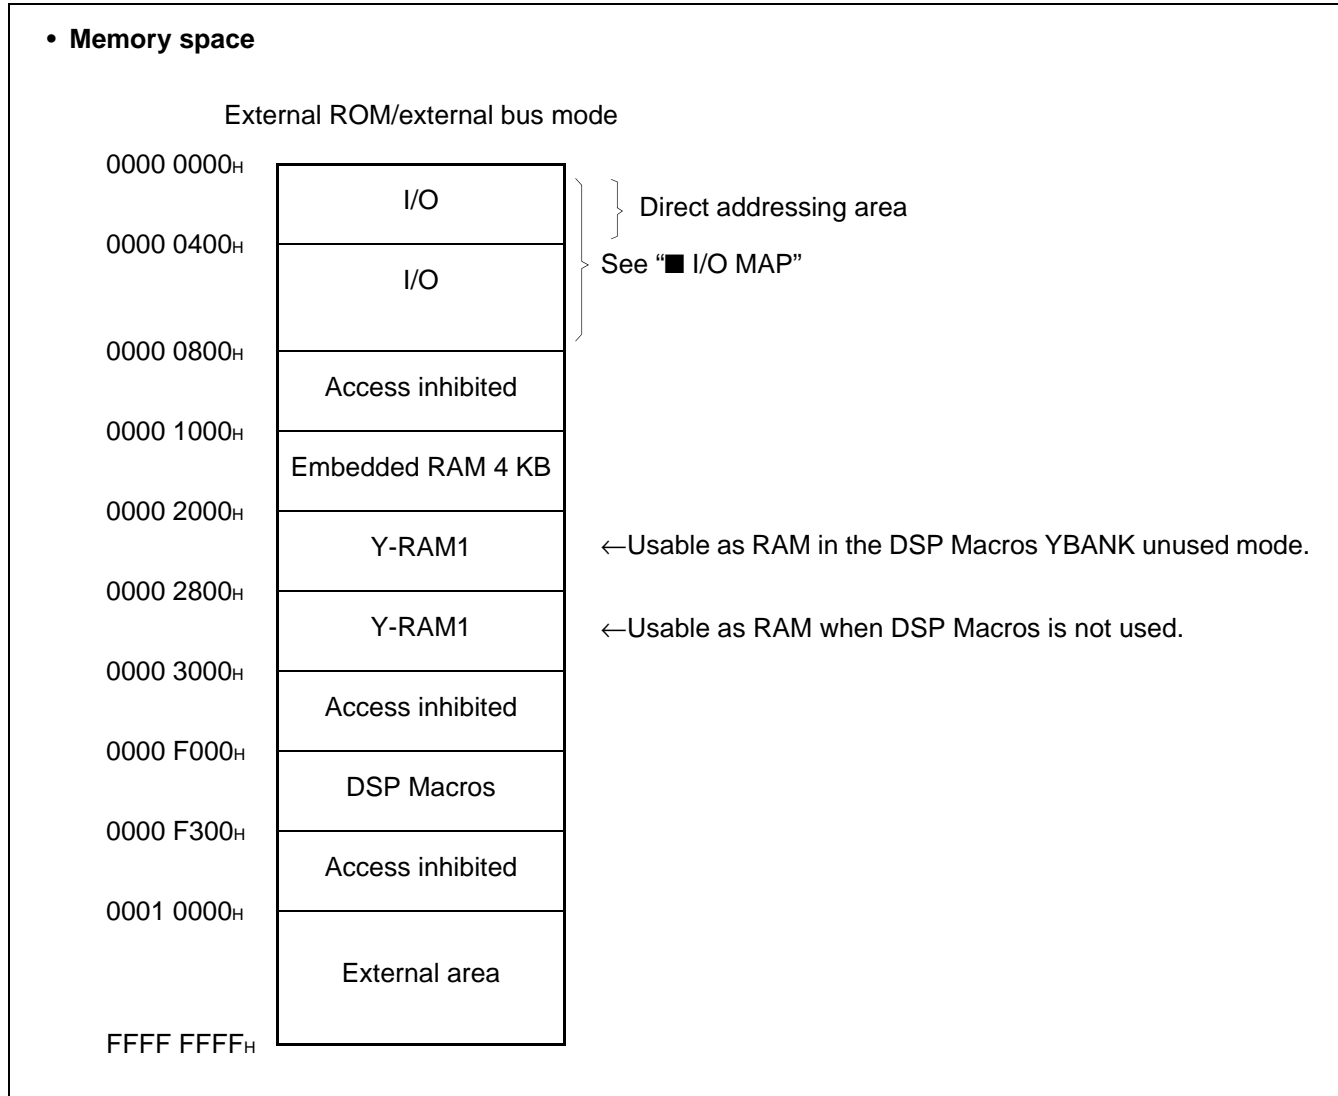 • Memory space
External ROM/external bus mode
0000 0000H
I/O
Direct addressing area
0000 0400H
See “■ I/O MAP”
I/O
0000 0800H
Access inhibited
0000 1000H
Embedded RAM 4 KB
0000 2000H
Y-RAM1 ←Usable as RAM in the DSP Macros YBANK unused mode.
0000 2800H
Y-RAM1 ←Usable as RAM when DSP Macros is not used.
0000 3000H
Access inhibited
0000 F000H
DSP Macros
0000 F300H
Access inhibited
0001 0000H
External area
FFFF FFFFH